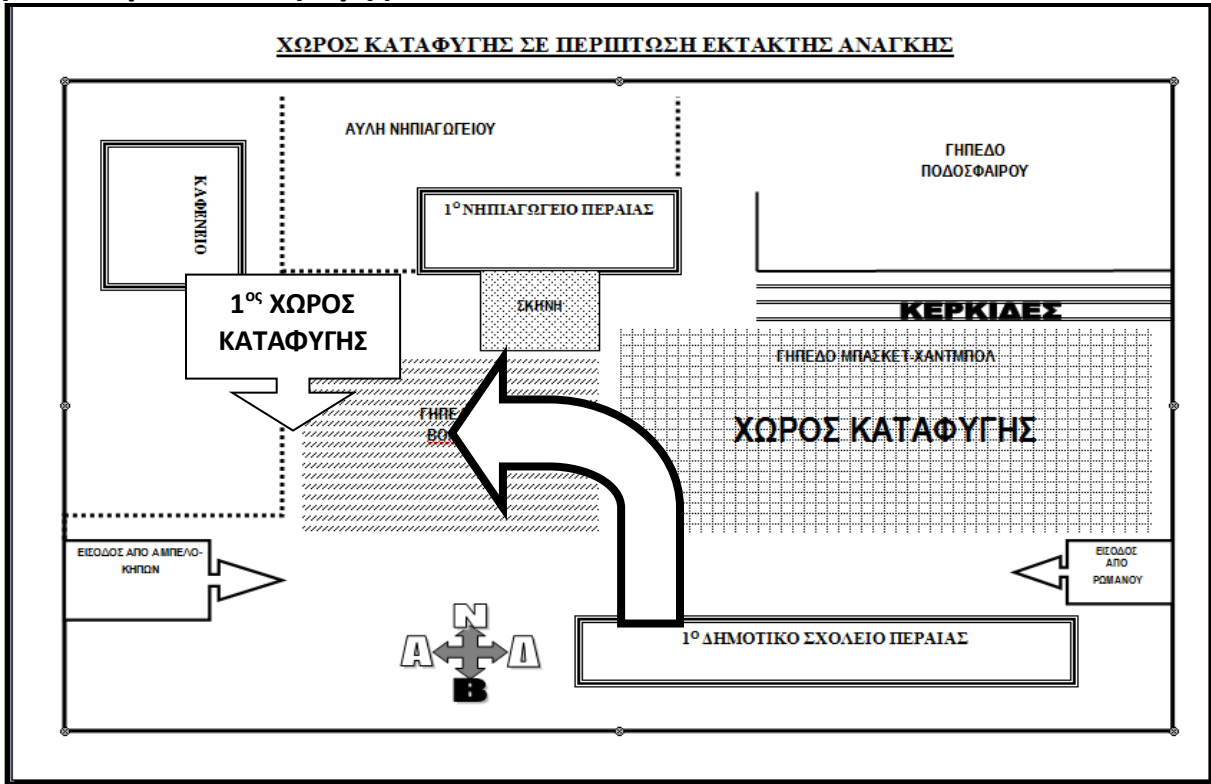 ΧΩΡΟΣ ΚΑΤΑΦΥΓΗΣ ΣΕ ΠΕΡΙΠΤΩΣΗ ΕΚΤΑΚΤΗΣ ΑΝΑΓΚΗΣ
ΑΥΛΗ ΝΗΠΙΑΓΩΓΕΙΟΥ
ΓΗΠΕΔΟ
ΠΟΔΟΣΦΑΙΡΟΥ
ΚΑΦΕΝΕΙΟ
1Ο ΝΗΠΙΑΓΩΓΕΙΟ ΠΕΡΑΙΑΣ
1ος ΧΩΡΟΣ
ΚΑΤΑΦΥΓΗΣ
ΣΚΗΝΗ
ΚΕΡΚΙΔΕΣ
ΓΗΠΕΔΟ ΜΠΑΣΚΕΤ-ΧΑΝΤΜΠΟΛ
ΧΩΡΟΣ ΚΑΤΑΦΥΓΗΣ
ΕΙΣΟΔΟΣ ΑΠΟ ΑΜΠΕΛΟ-
ΚΗΠΩΝ
ΕΙΣΟΔΟΣ
ΑΠΟ
ΡΩΜΑΝΟΥ
Ν
Α Δ
Β
1Ο ΔΗΜΟΤΙΚΟ ΣΧΟΛΕΙΟ ΠΕΡΑΙΑΣ